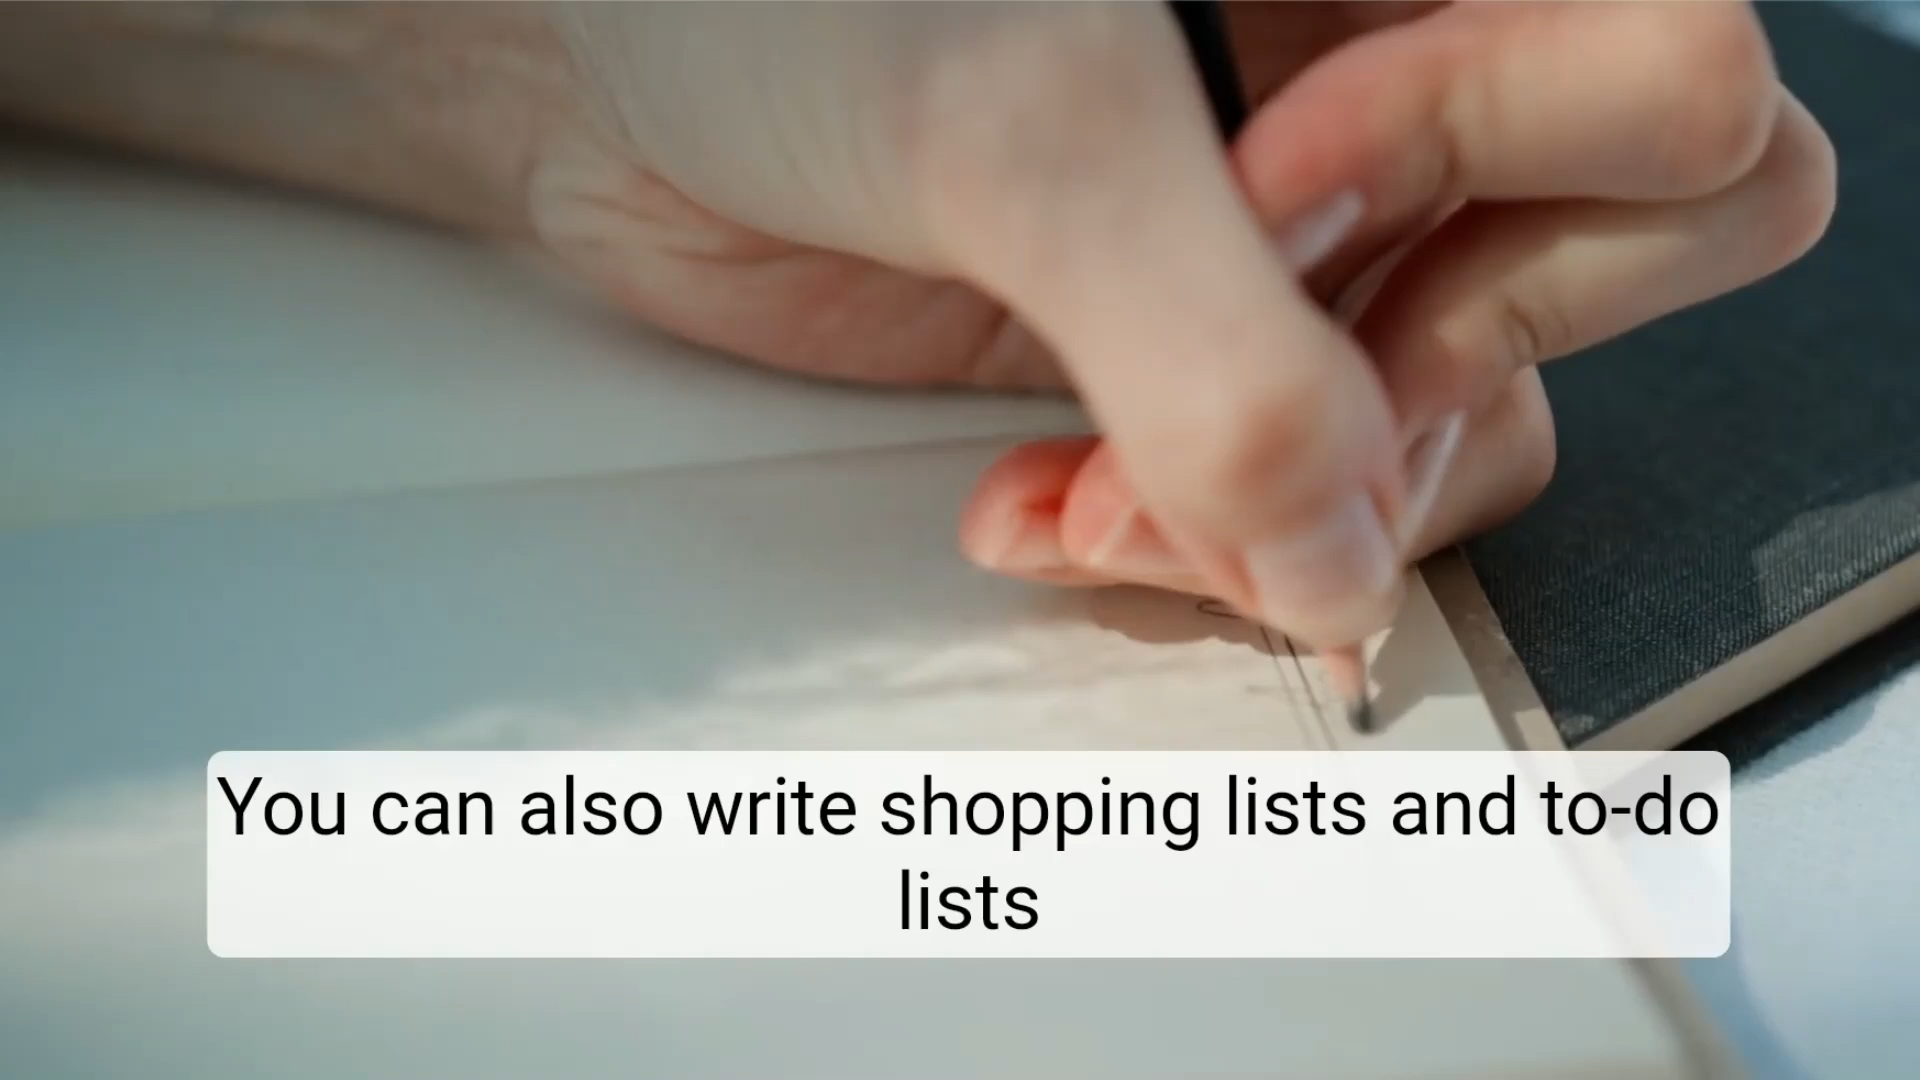 You can also write shopping lists and to-do
lists